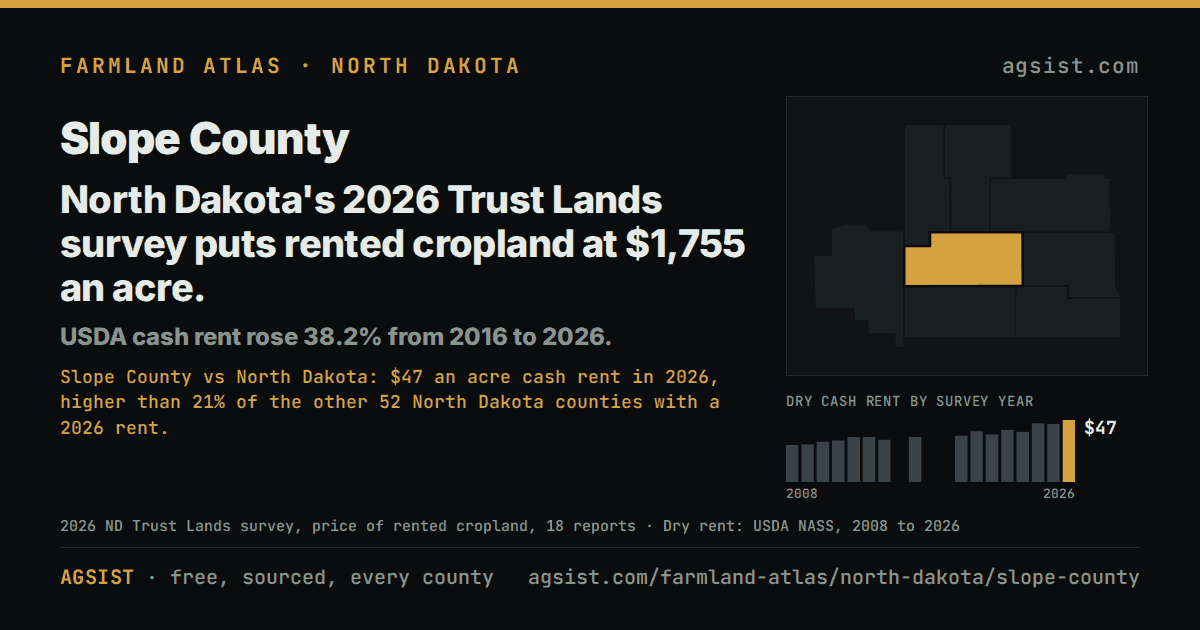 FARMLAND ATLAS · NORTH DAKOTA
agsist.com
Slope County
North Dakota's 2026 Trust Lands
survey puts rented cropland at $1,755
an acre.
USDA cash rent rose 38.2% from 2016 to 2026.
Slope County vs North Dakota: $47 an acre cash rent in 2026,
higher than 21% of the other 52 North Dakota counties with a
2026 rent.
DRY CASH RENT BY SURVEY YEAR
$47
2008
2026
2026 ND Trust Lands survey, price of rented cropland, 18 reports · Dry rent: USDA NASS, 2008 to 2026
AGSIST · free, sourced, every county
agsist.com/farmland-atlas/north-dakota/slope-county